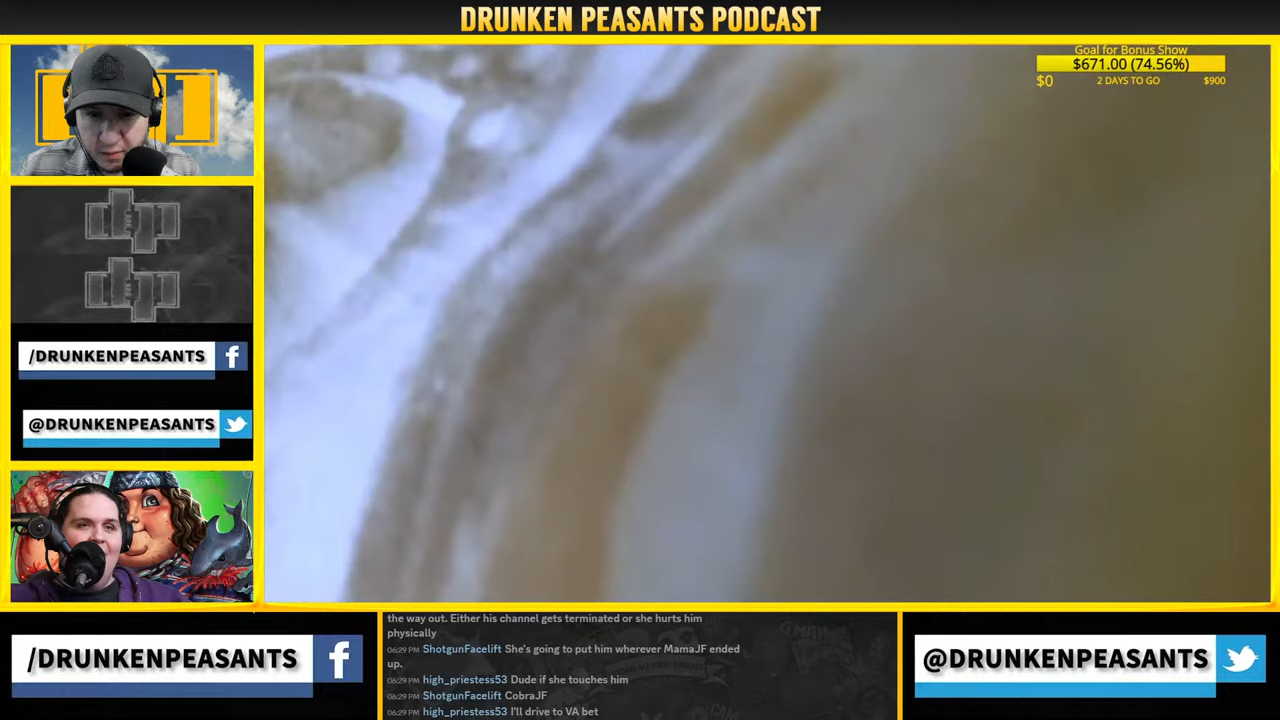 DRUNKEN PEASANTS PODCAST
Goal for Bonus Show
$671.00 (74.56%)
$0
2 DAYS TO GO
$900
/DRUNKENPEASANTS
@DRUNKENPEASANTS
the way out. Either his channel gets terminated or she hurts him
physically
06:29 PM ShotgunFacelift She's going to put him wherever MamaJF ended
up.
06:29 PM high_priestess53 Dude if she touches him
06:29 PM ShotgunFacelift CobraJF
06:29 PM high_priestess53 I'll drive to VA bet
/DRUNKENPEASANTS
@DRUNKENPEASANTS